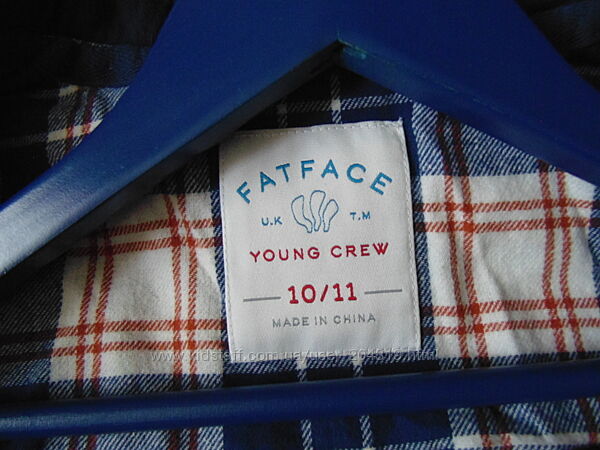 FATFACE
U.K T.M
YOUNG CREW
10/11
MADE IN CHINA